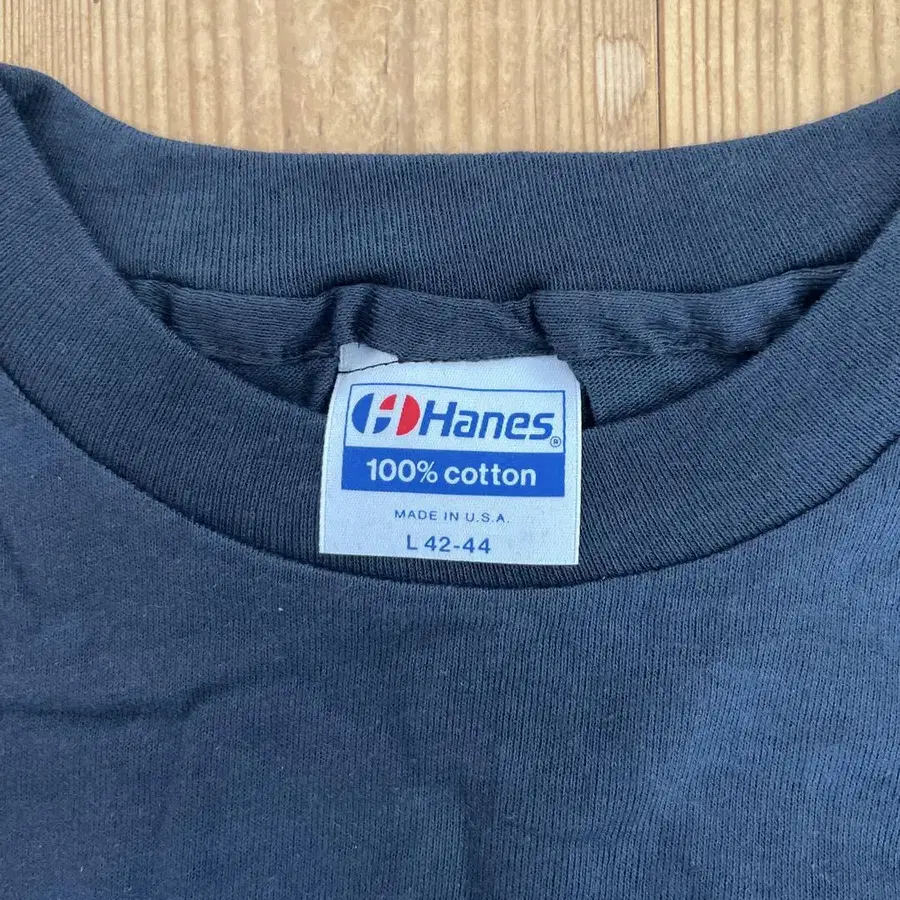 Hanes®
100% cotton
MADE IN U.S.A.
L 42-44